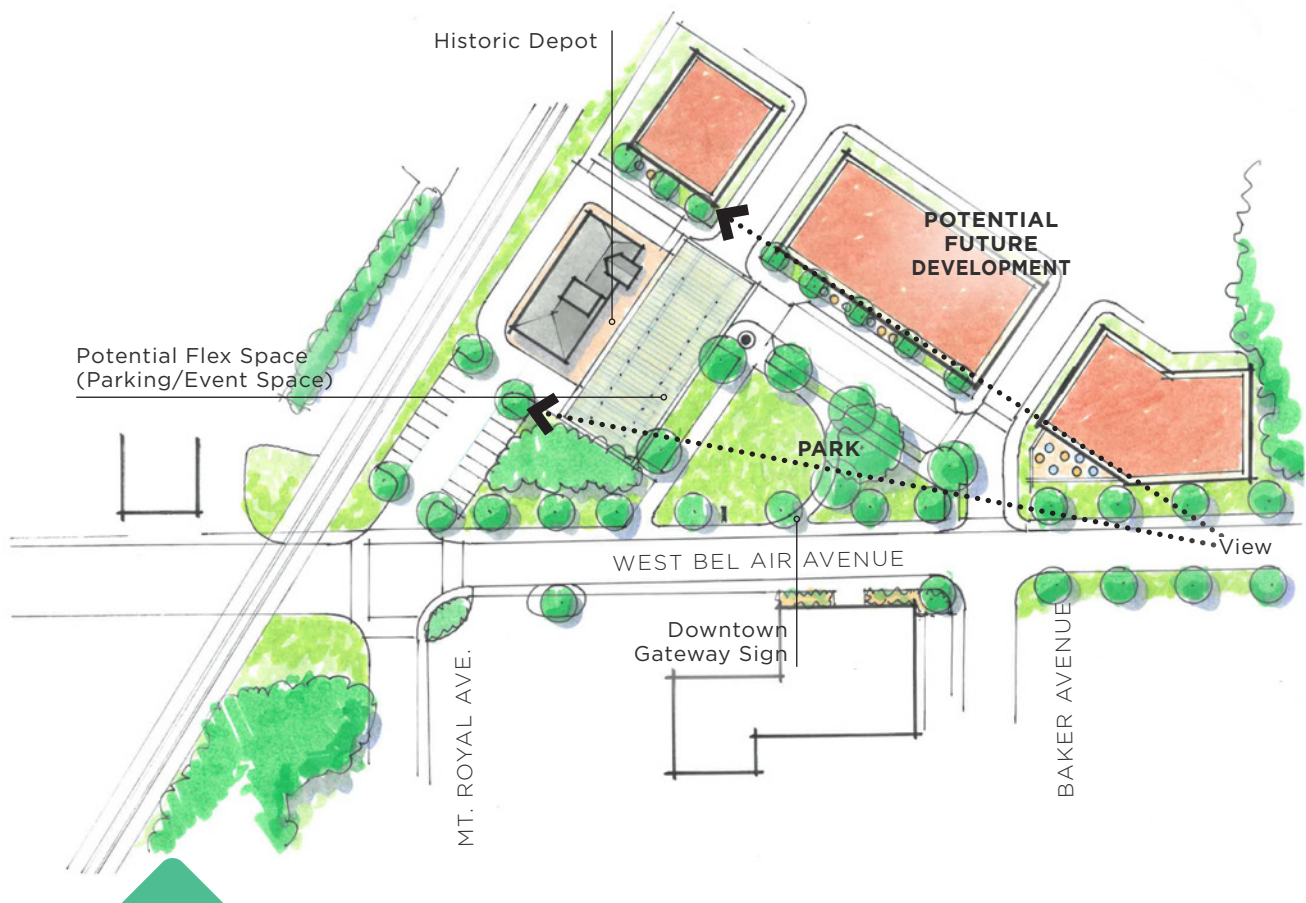 Historic Depot
POTENTIAL
FUTURE
DEVELOPMENT
Potential Flex Space
(Parking/Event Space)
PARK
View
WEST BEL AIR AVENUE
Downtown
Gateway Sign
MT. ROYAL AVE.
BAKER AVENUE